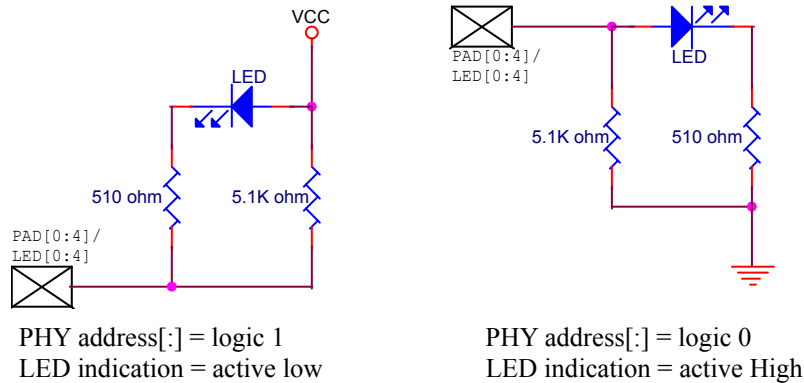 VCC
LED
510 ohm
5.1K ohm
PAD[0:4]/
LED[0:4]
PHY address[:] = logic 1
LED indication = active low
PAD[0:4]/
LED[0:4]
LED
5.1K ohm
510 ohm
PHY address[:] = logic 0
LED indication = active High